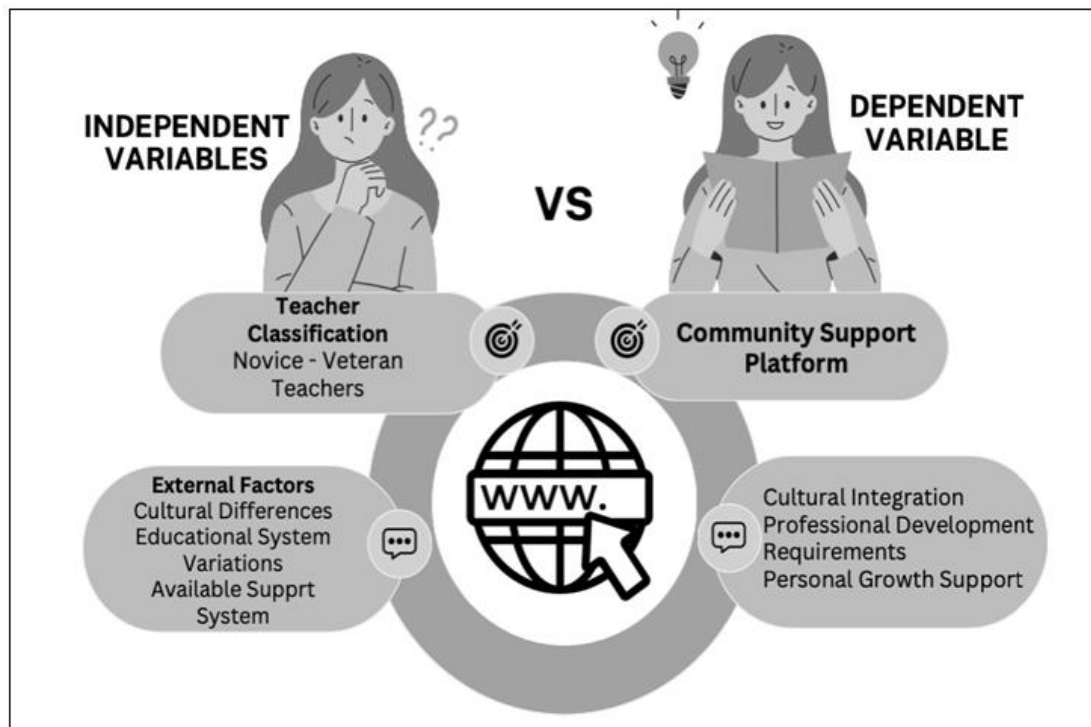 INDEPENDENT
VARIABLES
??
VS
DEPENDENT
VARIABLE
Teacher
Classification
Novice - Veteran
Teachers
Community Support
Platform
External Factors
Cultural Differences
Educational System
Variations
Available Supprt
System
www.
Cultural Integration
Professional Development
Requirements
Personal Growth Support